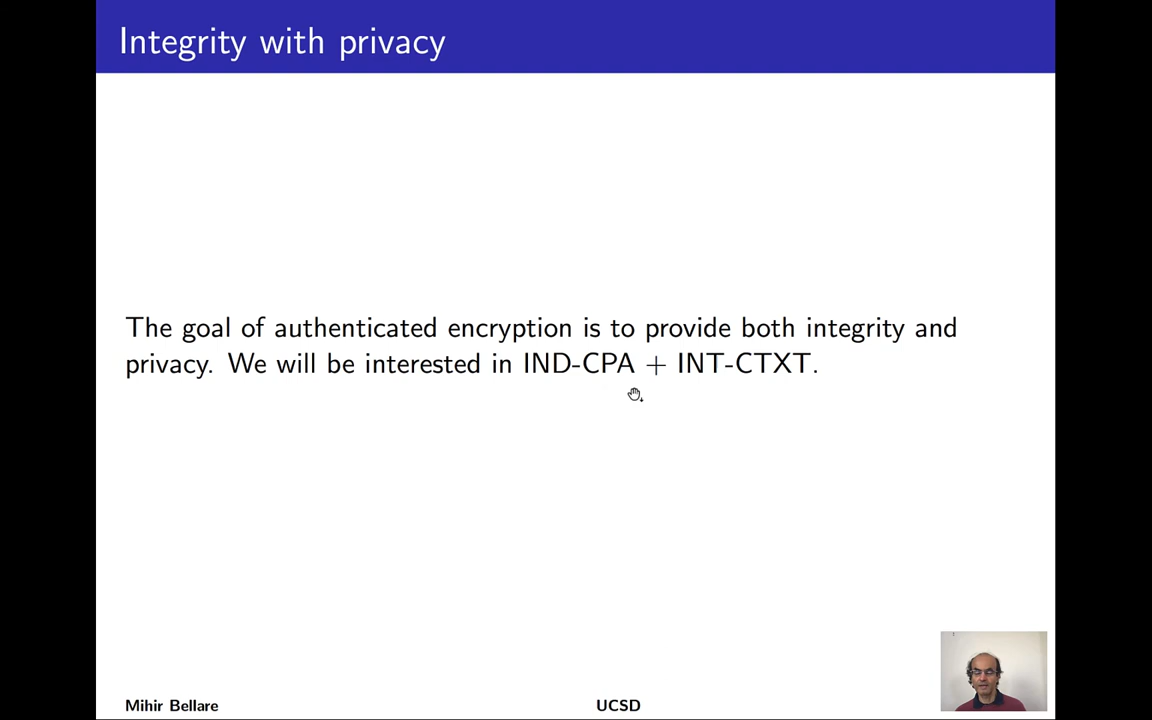 Integrity with privacy
The goal of authenticated encryption is to provide both integrity and
privacy. We will be interested in IND-CPA + INT-CTXT.
Mihir Bellare
UCSD